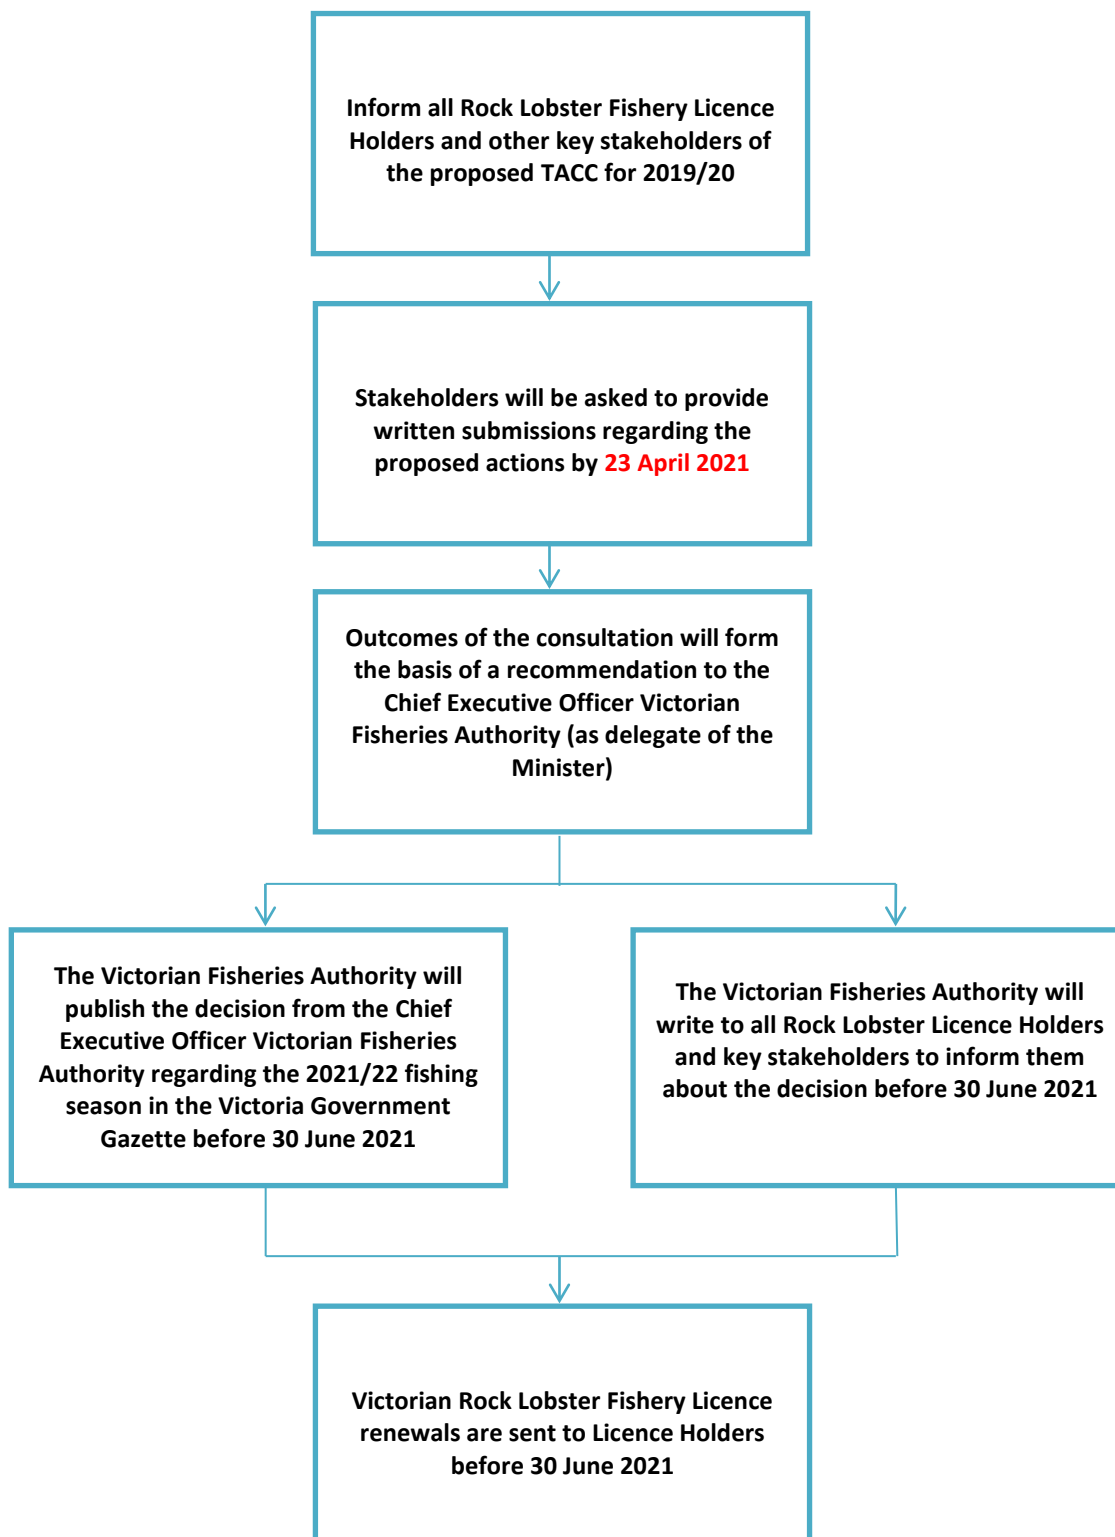 Inform all Rock Lobster Fishery Licence
Holders and other key stakeholders of
the proposed TACC for 2019/20
Stakeholders will be asked to provide
written submissions regarding the
proposed actions by 23 April 2021
Outcomes of the consultation will form
the basis of a recommendation to the
Chief Executive Officer Victorian
Fisheries Authority (as delegate of the
Minister)
The Victorian Fisheries Authority will
publish the decision from the Chief
Executive Officer Victorian Fisheries
Authority regarding the 2021/22 fishing
season in the Victoria Government
Gazette before 30 June 2021
The Victorian Fisheries Authority will
write to all Rock Lobster Licence Holders
and key stakeholders to inform them
about the decision before 30 June 2021
Victorian Rock Lobster Fishery Licence
renewals are sent to Licence Holders
before 30 June 2021